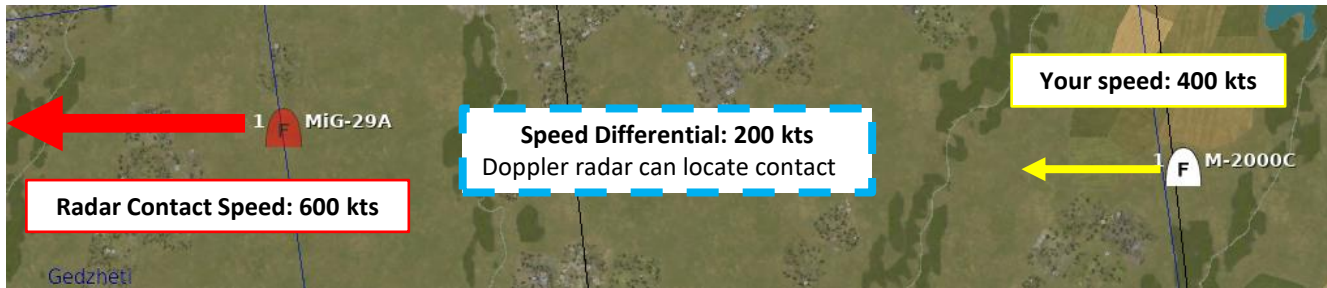 Your speed: 400 kts
1 F MiG-29A
Speed Differential: 200 kts
Doppler radar can locate contact
1 F M-2000C
Radar Contact Speed: 600 kts
Gedzheti